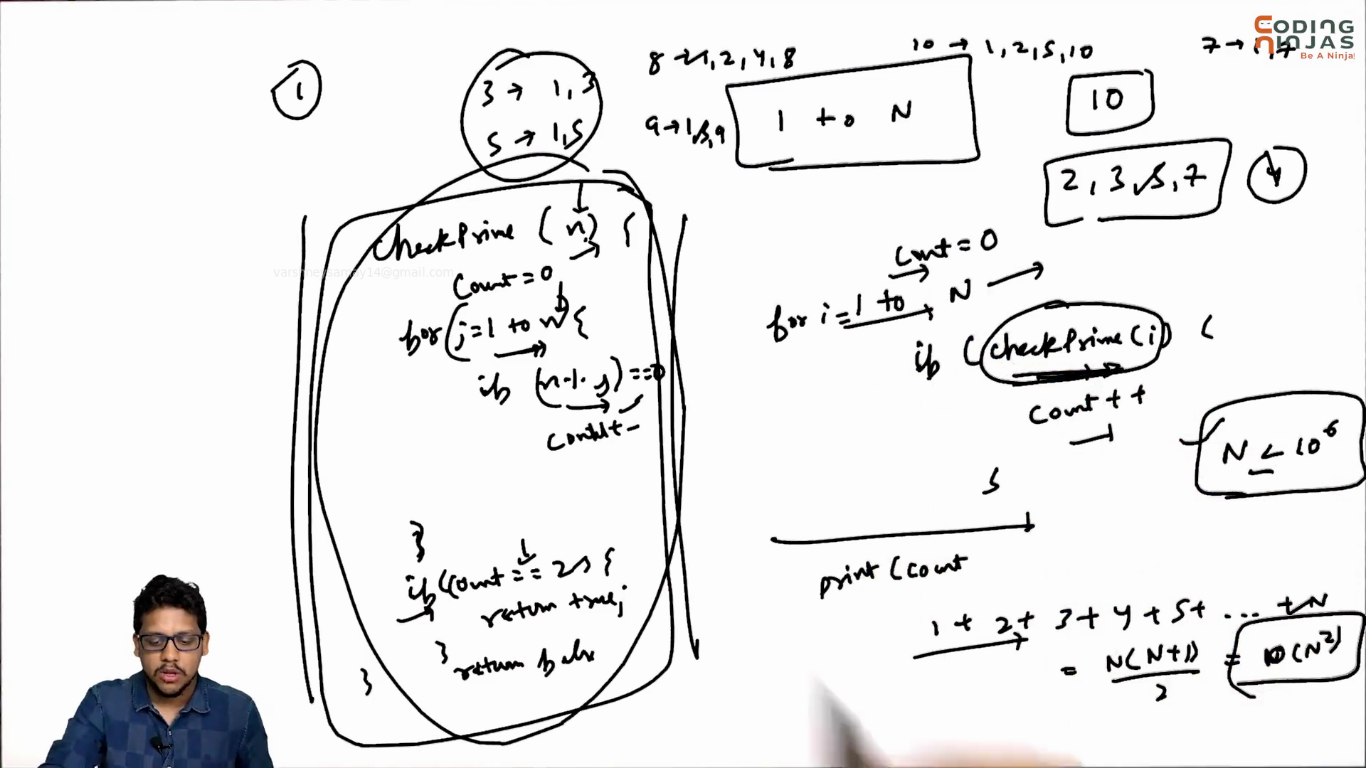 CODING
NINJAS
Be A Ninja!
1
3 → 1, 3
5 → 1, 5
8 → 1, 2, 4, 8
9 → 1, 3, 9
1 to N
10 → 1, 2, 5, 10
7 → 1, 7
10
2, 3, 5, 7
4
checkPrime (n) {
Count = 0
for (j = 1 to n {
if (n % j) == 0
count +
}
if (count == 2) {
return true;
}
return false
}
Count = 0
for i = 1 to N
if (checkPrime (i)) {
Count + +
}
print (count
N ≤ 10^6
1 + 2 + 3 + 4 + 5 + ... + N
= N(N+1) / 2 = O(N^2)